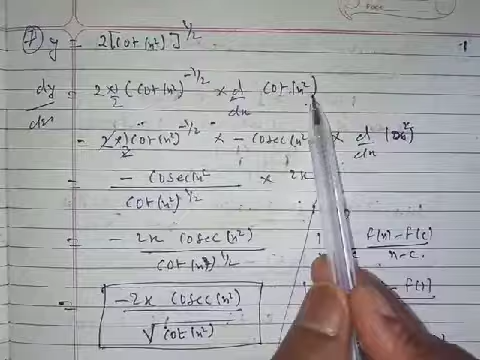 ⑦ y = 2[cot(x²)]^1/2
dy/dx = 2×1/2 (cot(x²)^-1/2 × d/dx cot(x²)
= 2×1/2 cot(x²)^-1/2 × -cosec(x² × d/dx (x²)
= -cosec(x²)/cot(x²)^1/2 × 2x
= -2x cosec(x²)/cot(x²)^1/2
f(x)-f(c)/x-c.
= -2x cosec(x²)/√cot(x²)